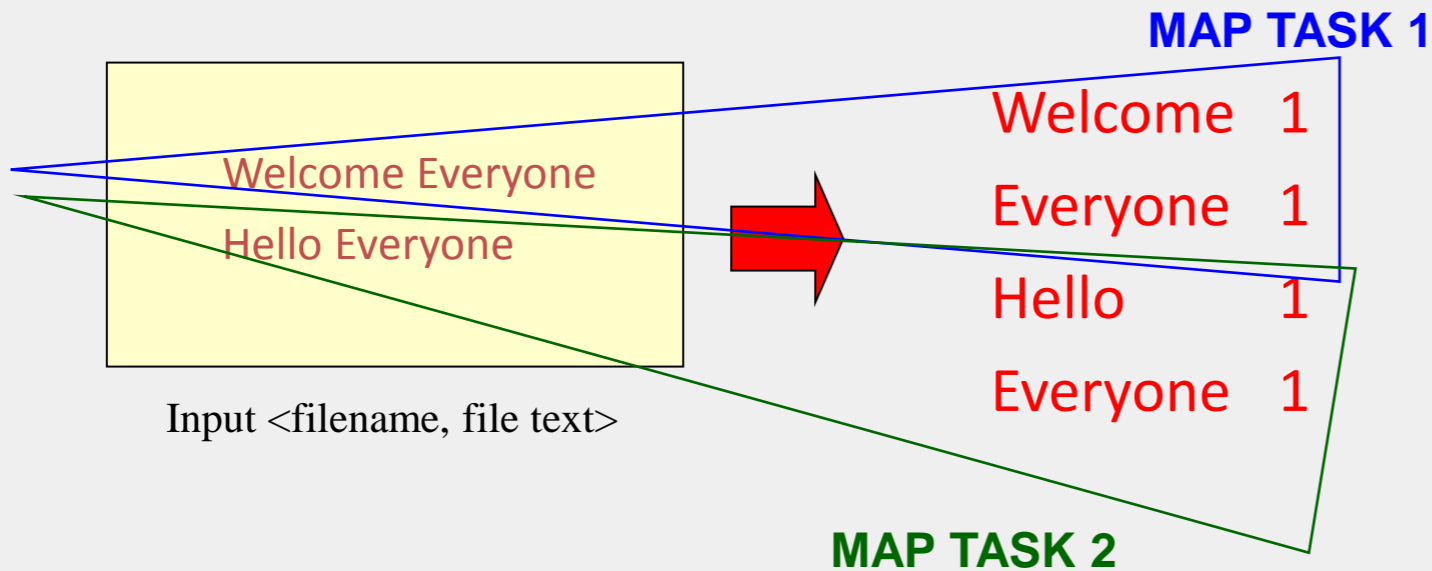 MAP TASK 1
Welcome Everyone
Hello Everyone
Input <filename, file text>
Welcome 1
Everyone 1
Hello 1
Everyone 1
MAP TASK 2